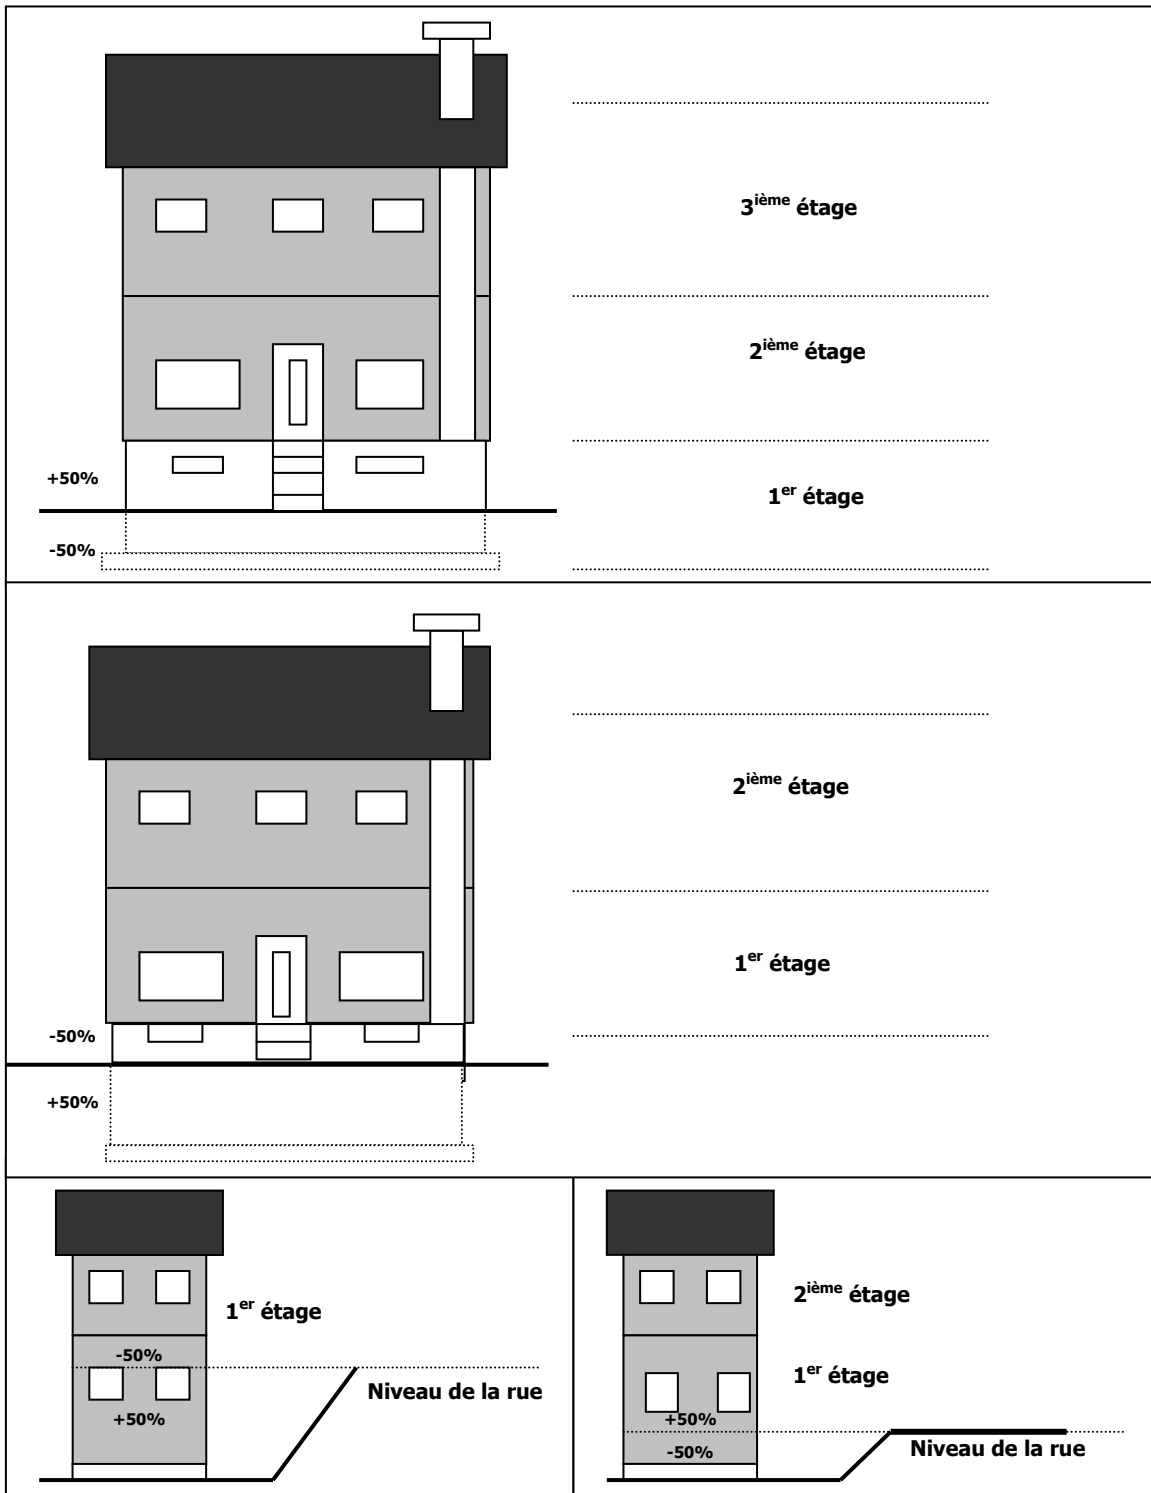 3ième étage
2ième étage
+50%
1er étage
-50%
2ième étage
1er étage
-50%
+50%
1er étage
-50%
Niveau de la rue
+50%
2ième étage
1er étage
+50%
Niveau de la rue
-50%